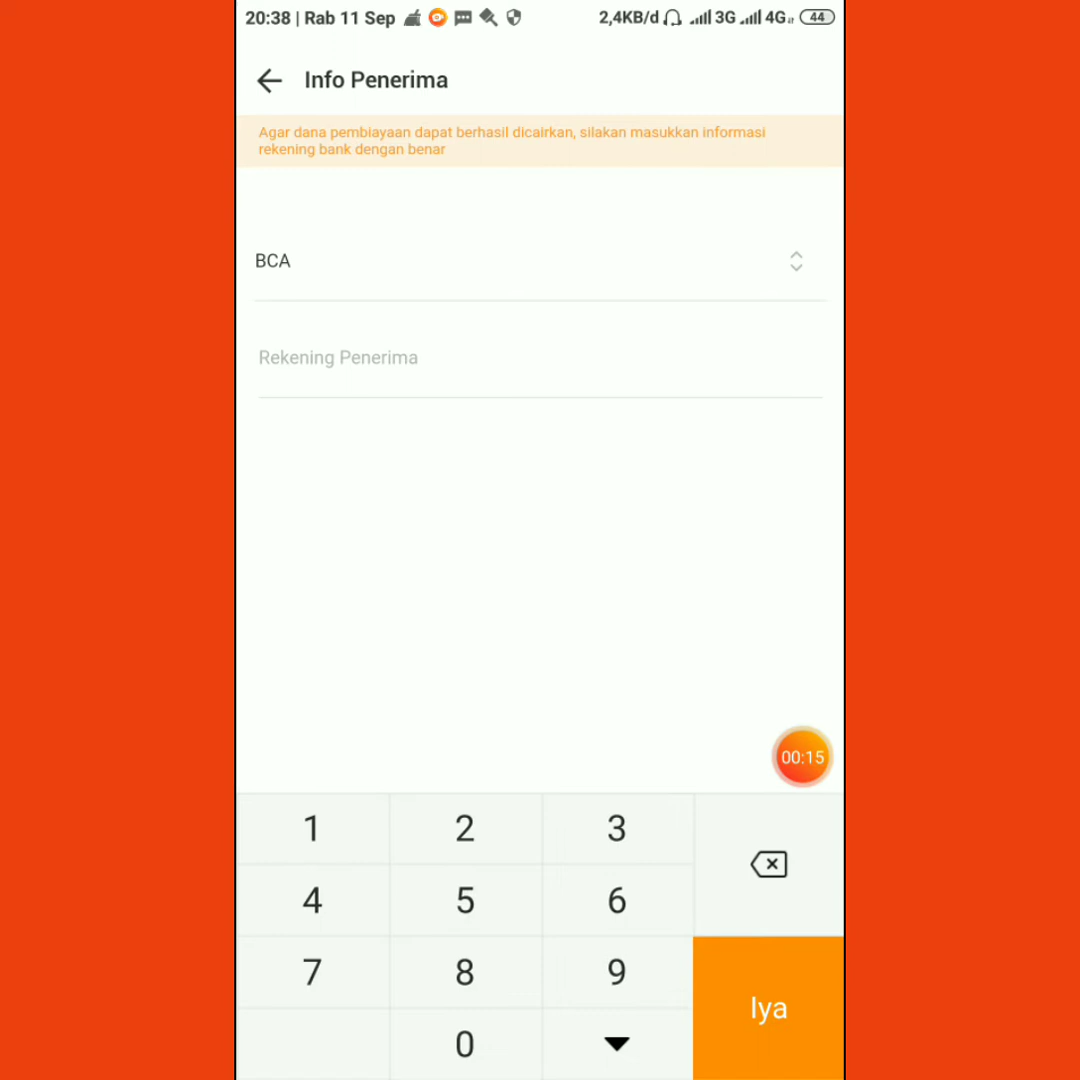 20:38 | Rab 11 Sep 2,4KB/d 3G 4G 44
Info Penerima
Agar dana pembiayaan dapat berhasil dicairkan, silakan masukkan informasi
rekening bank dengan benar
BCA
Rekening Penerima
00:15
1 2 3
4 5 6
7 8 9
Iya
0